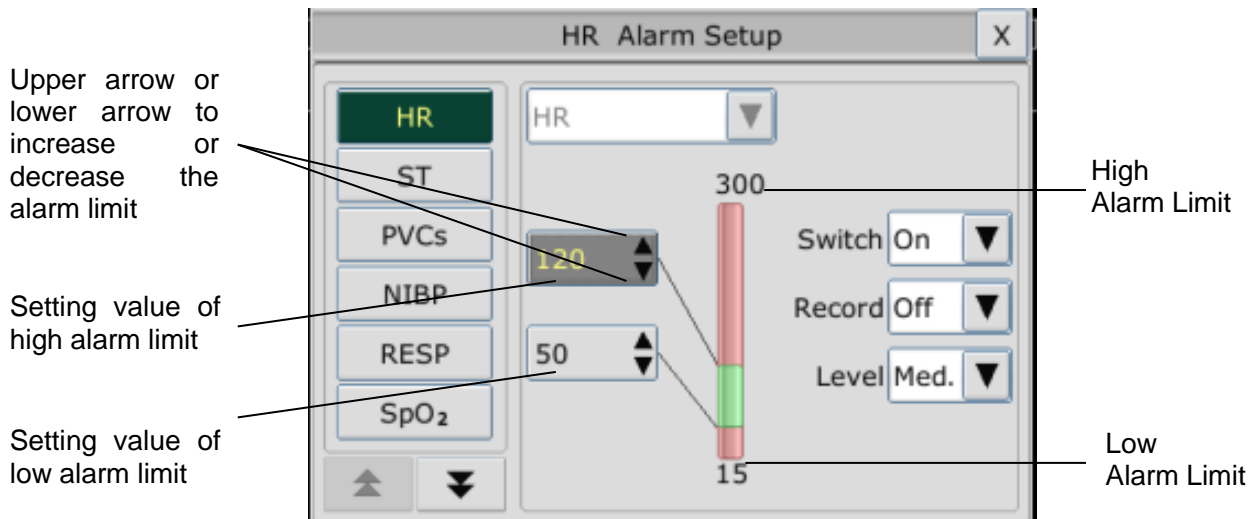 HR Alarm Setup
X
Upper arrow or
lower arrow to
increase or
decrease the
alarm limit
Setting value of
high alarm limit
Setting value of
low alarm limit
HR
ST
PVCs
NIBP
RESP
SpO₂
HR
120
50
300
15
Switch On
Record Off
Level Med.
High
Alarm Limit
Low
Alarm Limit